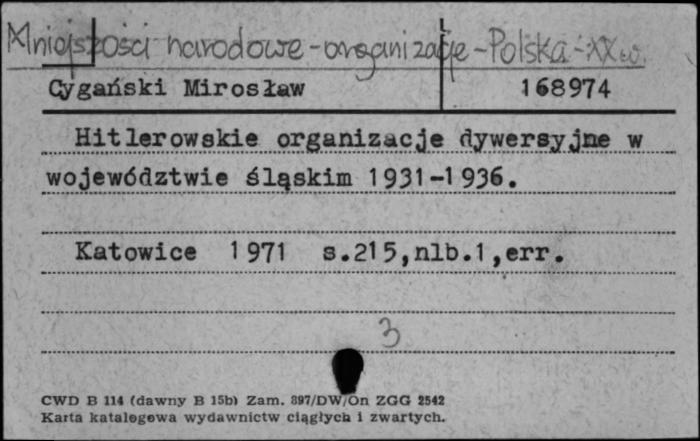 Mniejszości narodowe - organizacje - Polska - XX w.
Cygański Mirosław 168974
Hitlerowskie organizacje dywersyjne w
województwie śląskim 1931-1936.
Katowice 1971 s.215,nlb.1,err.
3
CWD B 114 (dawny B 15b) Zam. 897/DW/On ZGG 2542
Karta katalogowa wydawnictw ciągłych i zwartych.